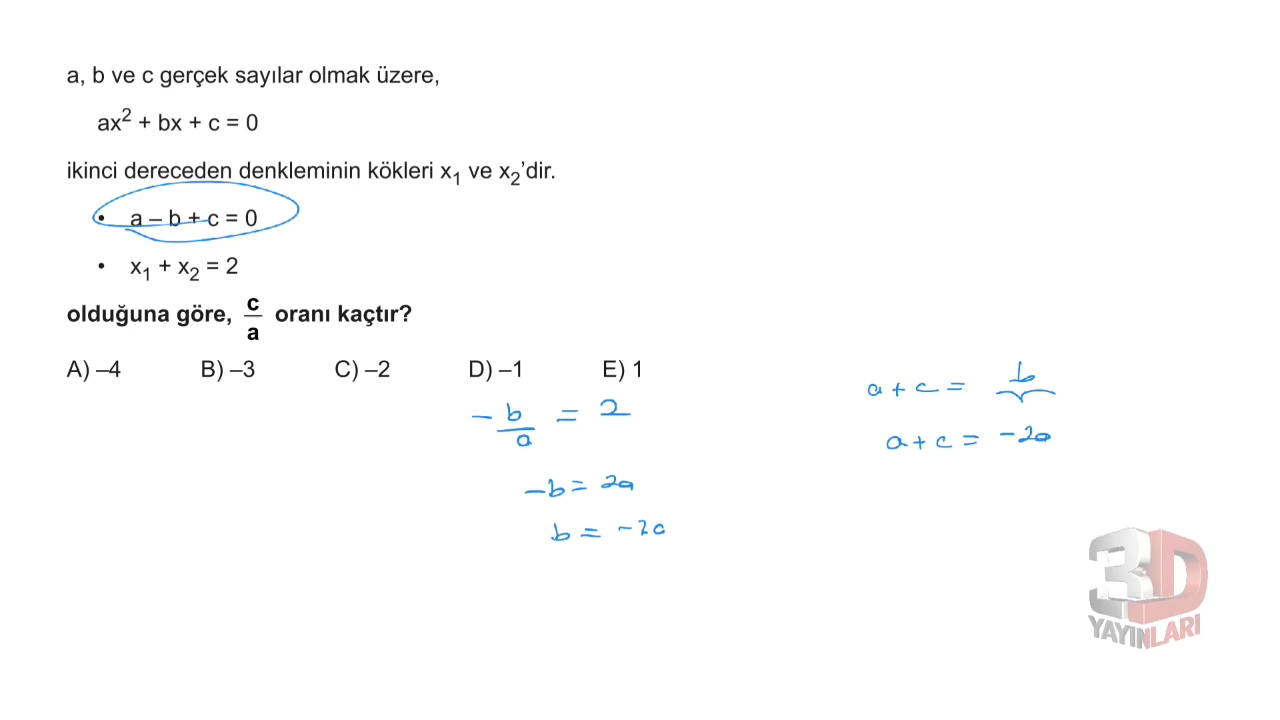 a, b ve c gerçek sayılar olmak üzere,
ax² + bx + c = 0
ikinci dereceden denkleminin kökleri x₁ ve x₂'dir.
• a – b + c = 0
• x₁ + x₂ = 2
olduğuna göre, c/a oranı kaçtır?
A) –4 B) –3 C) –2 D) –1 E) 1
- b/a = 2
-b = 2a
b = -2a
a + c = b
a + c = -2a
3D
YAYINLARI